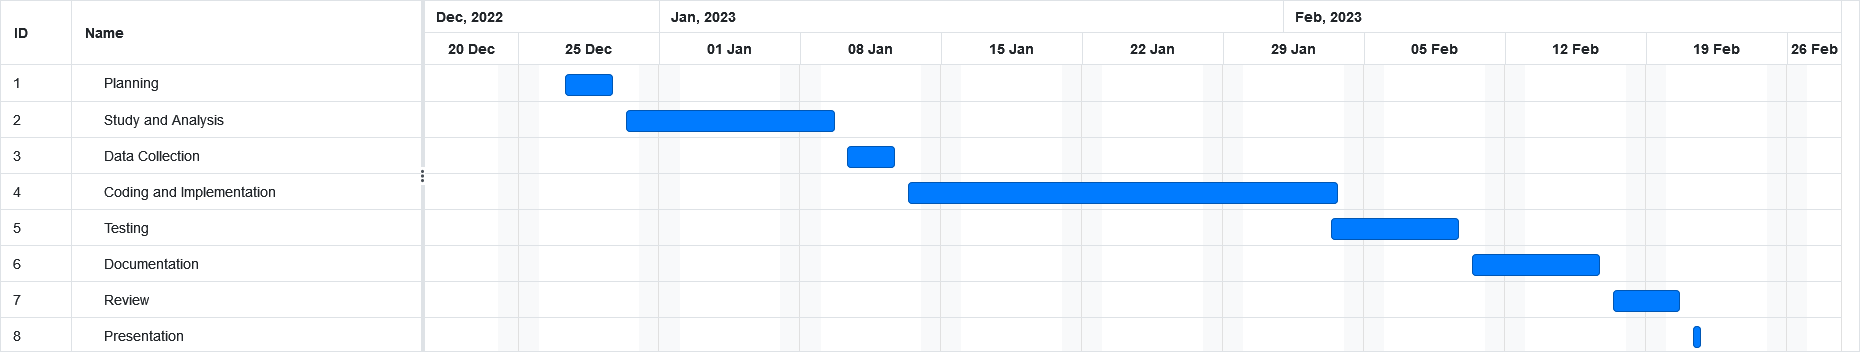 ID
Name
Dec, 2022
Jan, 2023
Feb, 2023
20 Dec
25 Dec
01 Jan
08 Jan
15 Jan
22 Jan
29 Jan
05 Feb
12 Feb
19 Feb
26 Feb
1 Planning
2 Study and Analysis
3 Data Collection
4 Coding and Implementation
5 Testing
6 Documentation
7 Review
8 Presentation